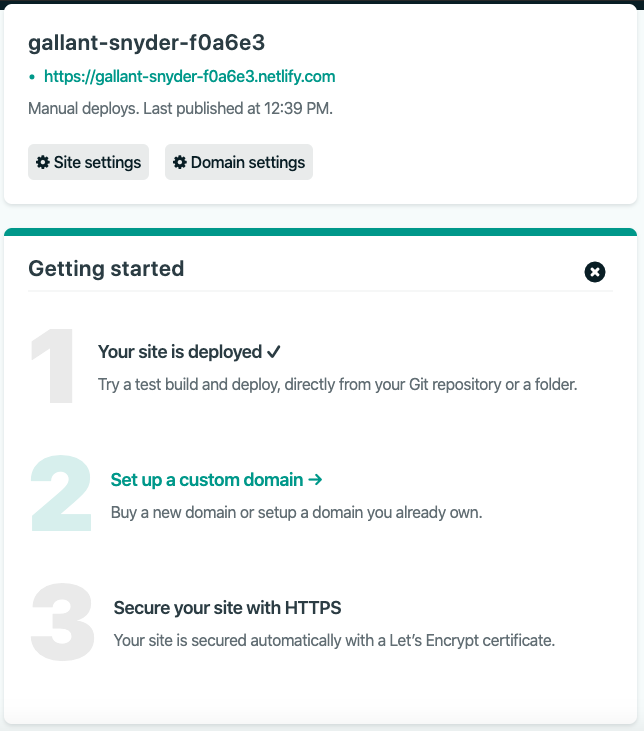 gallant-snyder-f0a6e3
• https://gallant-snyder-f0a6e3.netlify.com
Manual deploys. Last published at 12:39 PM.
Site settings
Domain settings
Getting started
1
Your site is deployed ✓
Try a test build and deploy, directly from your Git repository or a folder.
2
Set up a custom domain →
Buy a new domain or setup a domain you already own.
3
Secure your site with HTTPS
Your site is secured automatically with a Let’s Encrypt certificate.